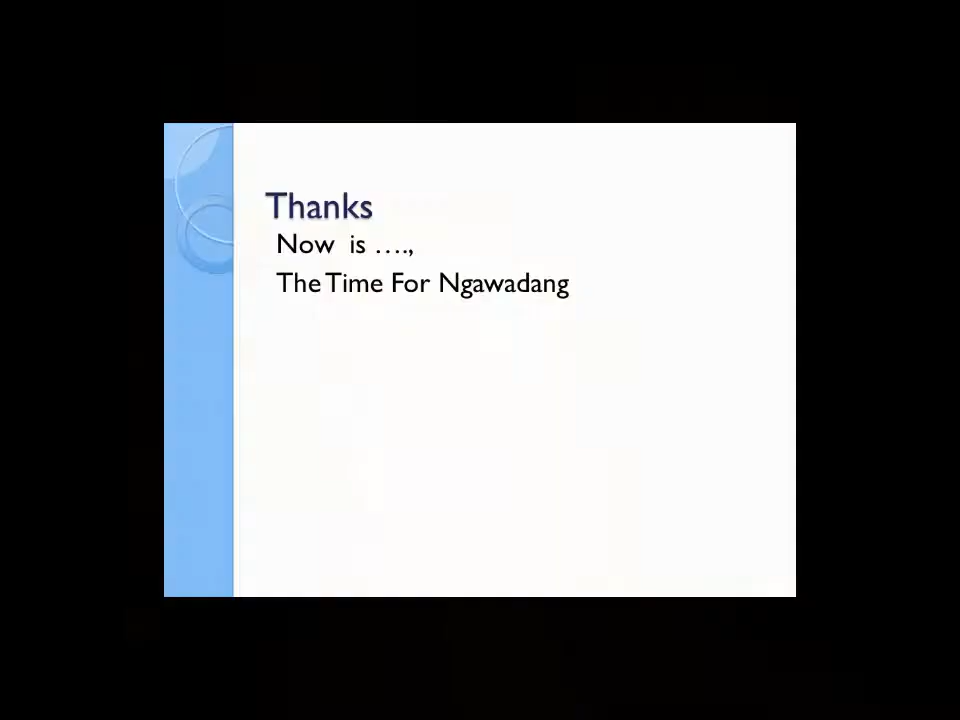 Thanks
Now is ….,
The Time For Ngawadang